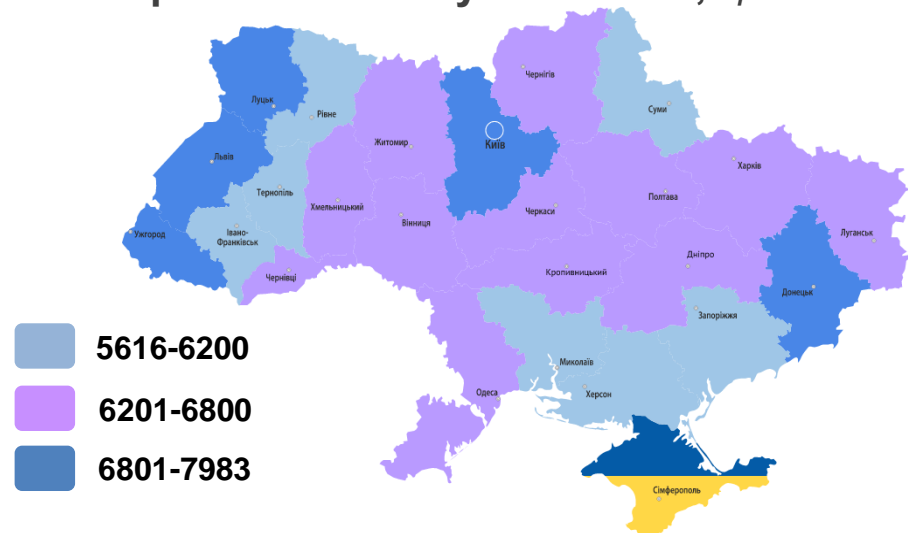 Чернігів
Луцьк
Рівне
Суми
Житомир
Київ
Львів
Харків
Тернопіль
Хмельницький
Полтава
Вінниця
Черкаси
Ужгород
Івано-
Франківськ
Луганськ
Чернівці
Дніпро
Кропивницький
Донецьк
Запоріжжя
5616-6200
Миколаїв
Херсон
Одеса
6201-6800
6801-7983
Сімферополь